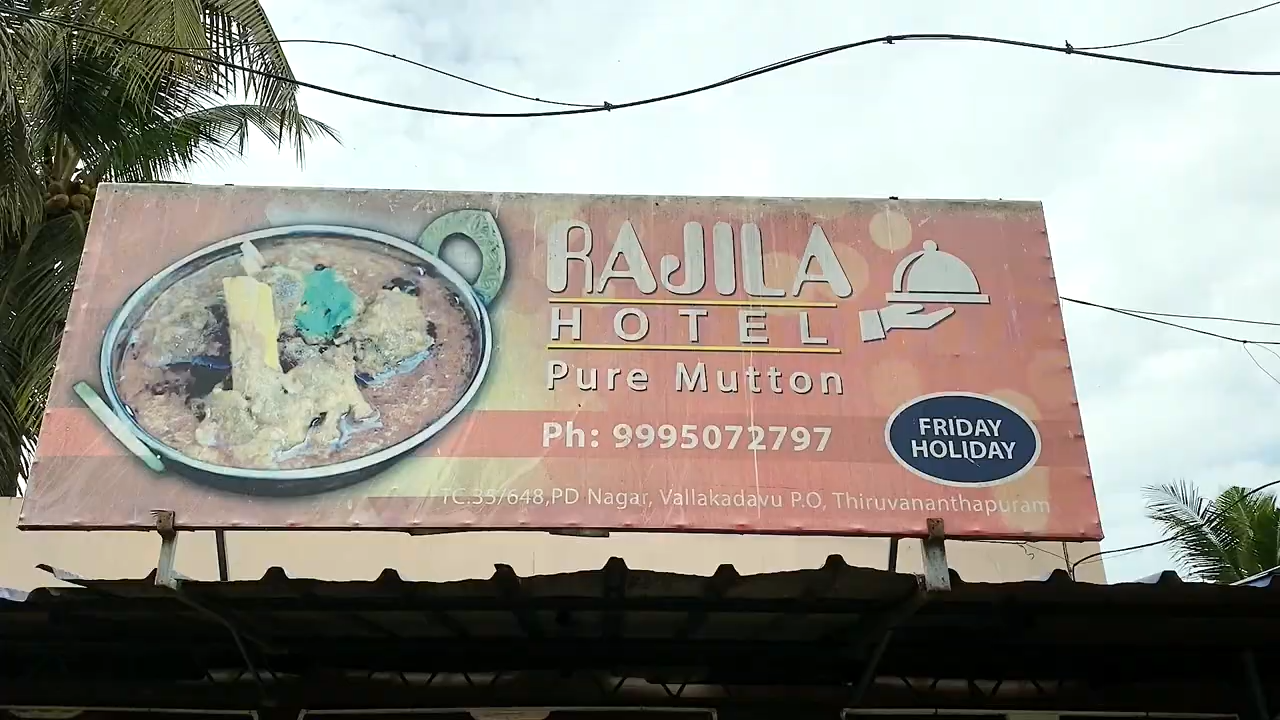 RAJILA
HOTEL
Pure Mutton
Ph: 9995072797
FRIDAY
HOLIDAY
TC.35/648,PD Nagar, Vallakadavu P.O, Thiruvananthapuram